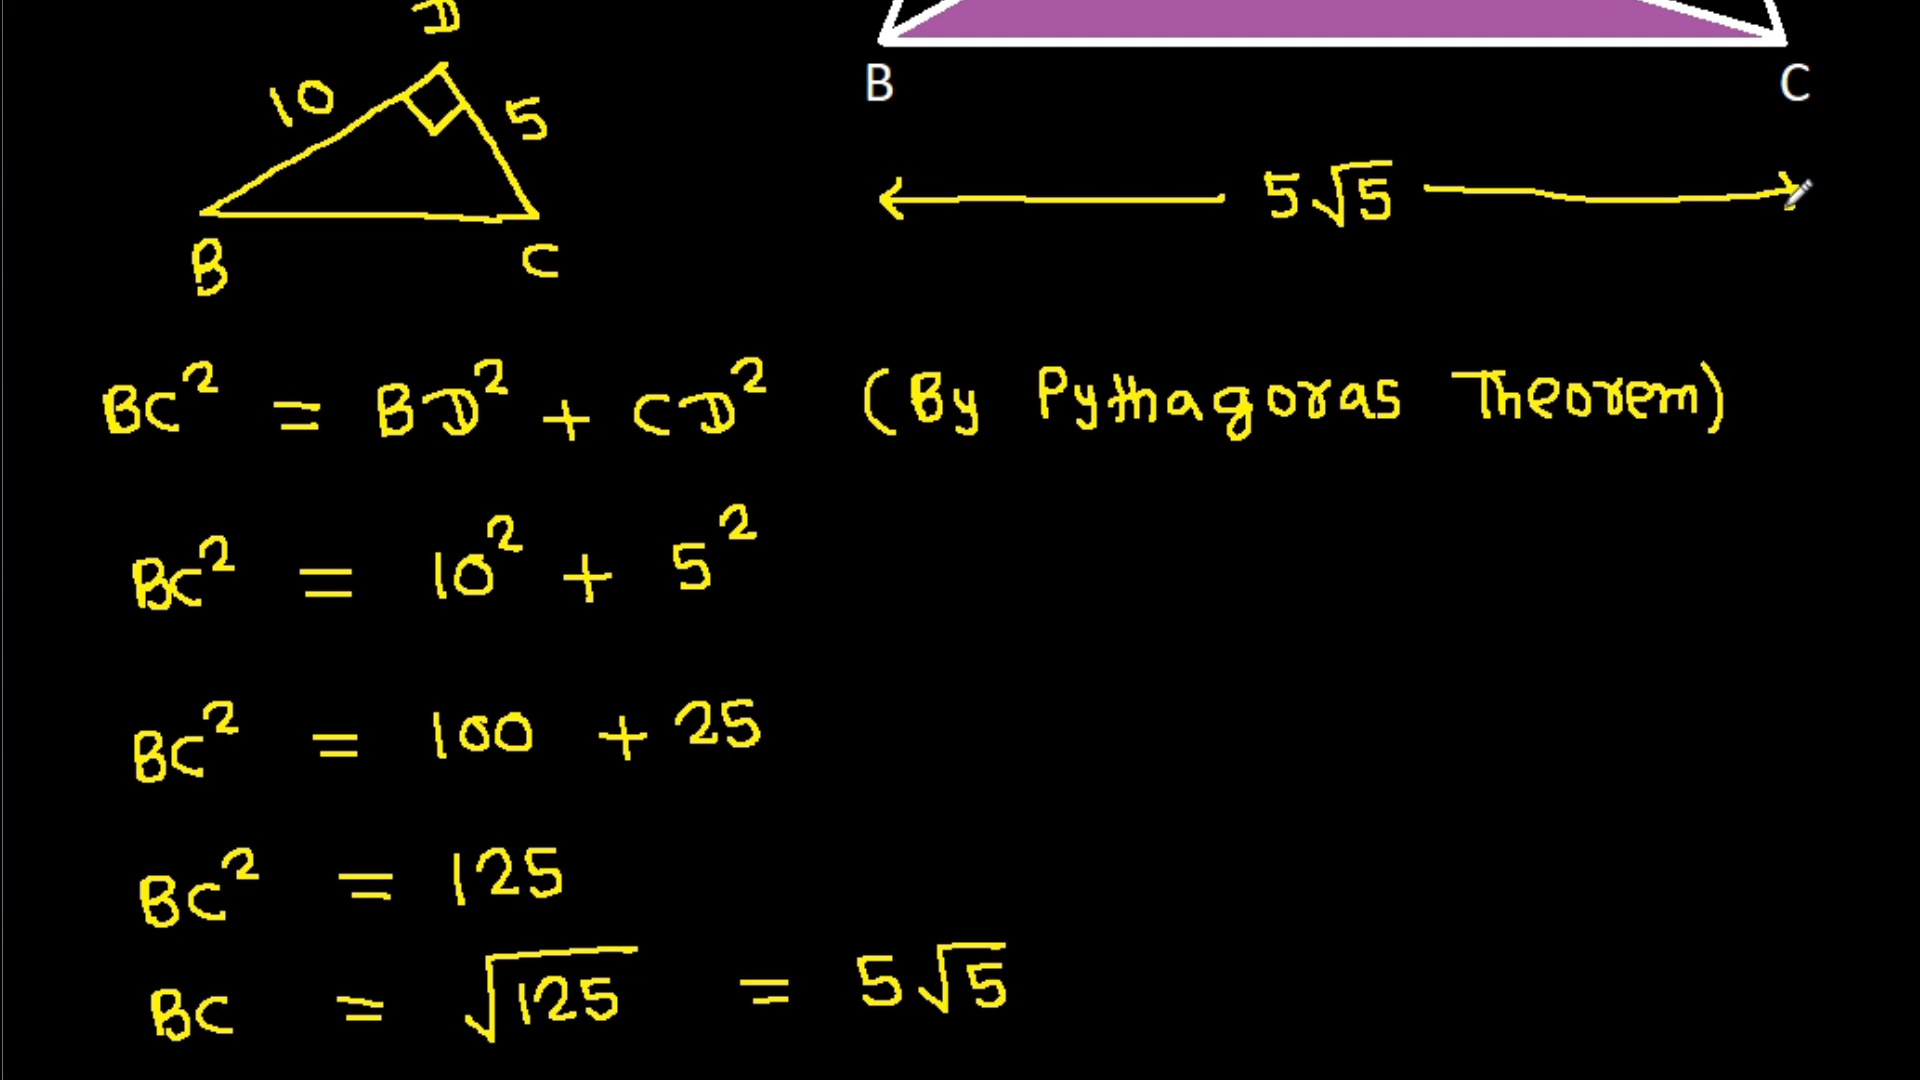 D
10
5
B C
B C
5√5
BC² = BD² + CD² (By Pythagoras Theorem)
BC² = 10² + 5²
BC² = 100 + 25
BC² = 125
BC = √125 = 5√5